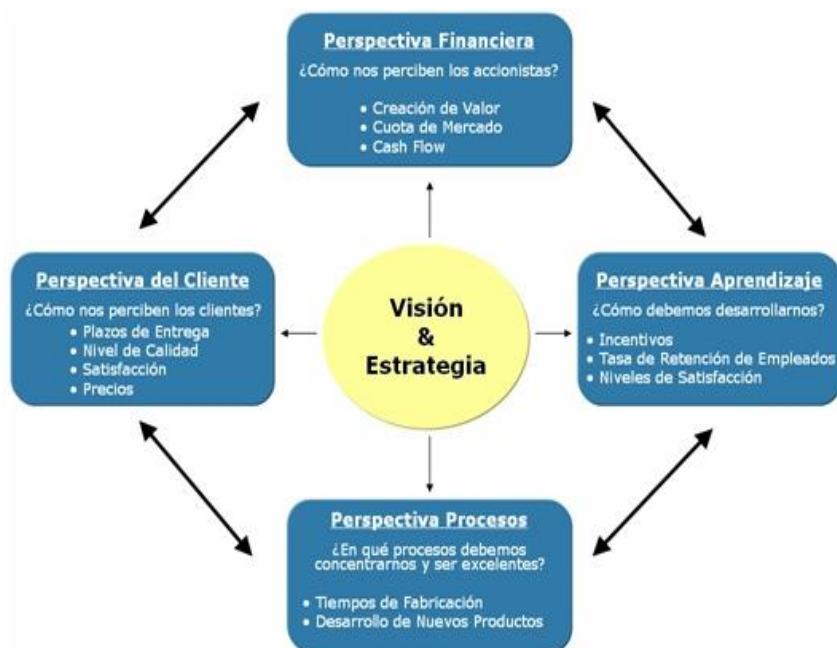 Perspectiva Financiera
¿Cómo nos perciben los accionistas?
• Creación de Valor
• Cuota de Mercado
• Cash Flow
Perspectiva del Cliente
¿Cómo nos perciben los clientes?
• Plazos de Entrega
• Nivel de Calidad
• Satisfacción
• Precios
Visión
&
Estrategia
Perspectiva Aprendizaje
¿Cómo debemos desarrollarnos?
• Incentivos
• Tasa de Retención de Empleados
• Niveles de Satisfacción
Perspectiva Procesos
¿En qué procesos debemos
concentrarnos y ser excelentes?
• Tiempos de Fabricación
• Desarrollo de Nuevos Productos